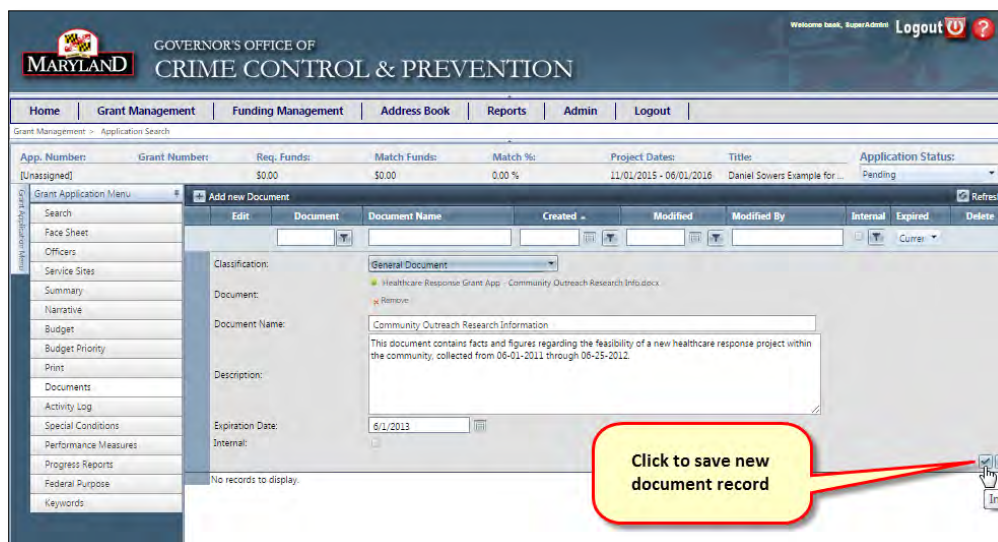 Welcome back, SuperAdmin! Logout
MARYLAND
GOVERNOR'S OFFICE OF
CRIME CONTROL & PREVENTION
Home Grant Management Funding Management Address Book Reports Admin Logout
Grant Management > Application Search
App. Number: Grant Number: Req. Funds: Match Funds: Match %: Project Dates: Title: Application Status:
[Unassigned] $0.00 $0.00 0.00 % 11/01/2015 - 06/01/2016 Daniel Sowers Example for ... Pending
Grant Application Menu
Grant Application Menu
Search
Face Sheet
Officers
Service Sites
Summary
Narrative
Budget
Budget Priority
Print
Documents
Activity Log
Special Conditions
Performance Measures
Progress Reports
Federal Purpose
Keywords
Add new Document Refres
Edit Document Document Name Created Modified Modified By Internal Expired Delete
Curre
Classification: General Document
Document: Healthcare Response Grant App - Community Outreach Research Info.docx
Remove
Document Name: Community Outreach Research Information
Description: This document contains facts and figures regarding the feasibility of a new healthcare response project within
the community, collected from 06-01-2011 through 06-25-2012.
Expiration Date: 6/1/2013
Internal:
No records to display.
Click to save new
document record
In